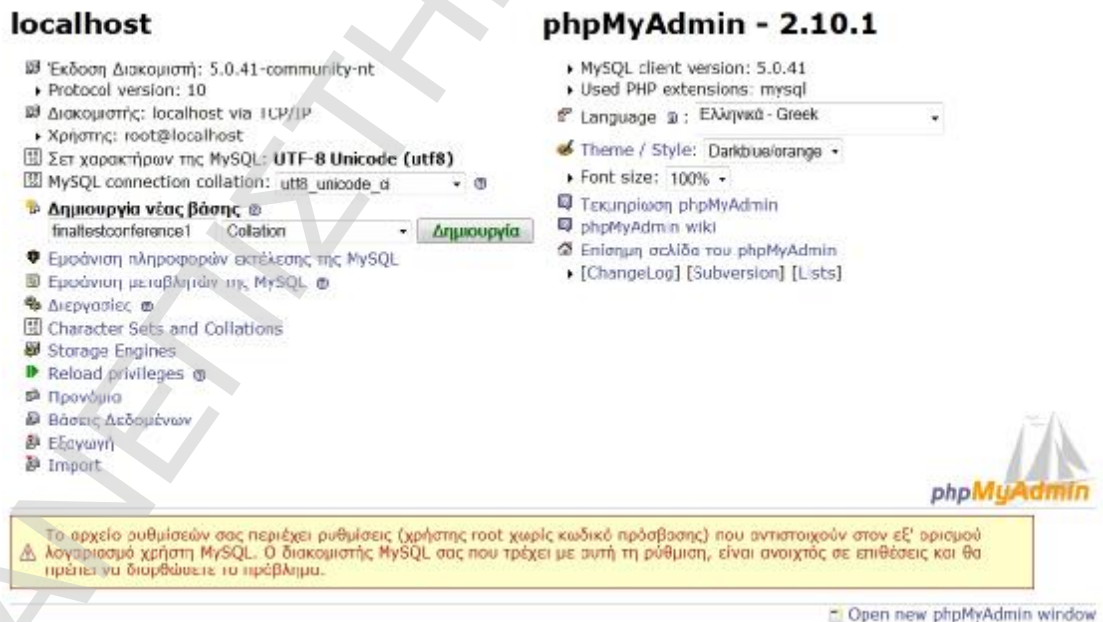 localhost
Έκδοση Διακομιστή: 5.0.41-community-nt
Protocol version: 10
Διακομιστής: localhost via TCP/IP
Χρήστης: root@localhost
Σετ χαρακτήρων της MySQL: UTF-8 Unicode (utf8)
MySQL connection collation: utf8_unicode_ci
Δημιουργία νέας βάσης
finaltestconference1 Collation Δημιουργία
Εμφάνιση πληροφορών εκτέλεσης της MySQL
Εμφάνιση μεταβλητών της MySQL
Διεργασίες
Character Sets and Collations
Storage Engines
Reload privileges
Προνόμια
Βάσεις Δεδομένων
Εξαγωγή
Import
phpMyAdmin - 2.10.1
MySQL client version: 5.0.41
Used PHP extensions: mysql
Language : Ελληνικά - Greek
Theme / Style: Darkblue/orange
Font size: 100%
Τεκμηρίωση phpMyAdmin
phpMyAdmin wiki
Επίσημη σελίδα του phpMyAdmin
[ChangeLog] [Subversion] [Lists]
phpMyAdmin
Το αρχείο ρυθμίσεών σας περιέχει ρυθμίσεις (χρήστης root χωρίς κωδικό πρόσβασης) που αντιστοιχούν στον εξ' ορισμού
λογαριασμό χρήστη MySQL. Ο διακομιστής MySQL σας που τρέχει με αυτή τη ρύθμιση, είναι ανοιχτός σε επιθέσεις και θα
πρέπει να διορθώσετε το πρόβλημα.
Open new phpMyAdmin window